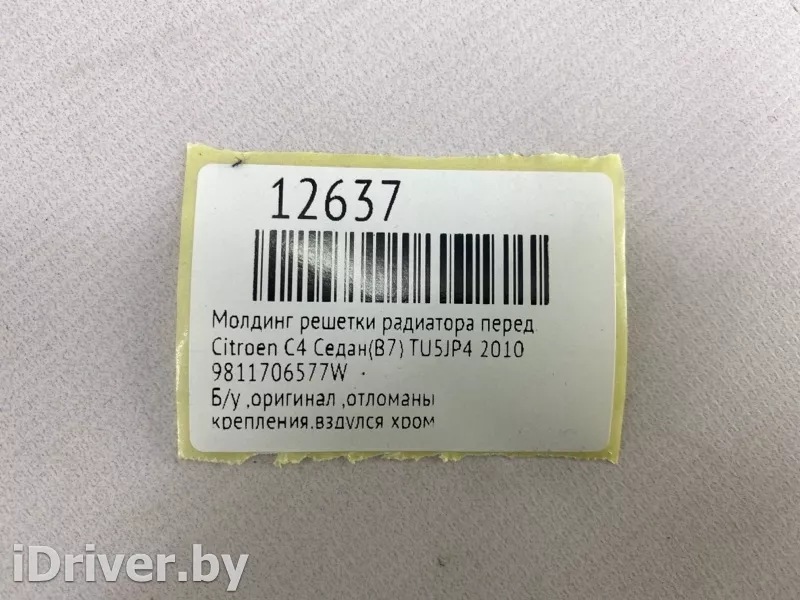 12637
Молдинг решетки радиатора перед.
Citroen C4 Седан(B7) TU5JP4 2010
9811706577W
Б/у ,оригинал ,отломаны
крепления,вздулся хром
iDriver.by